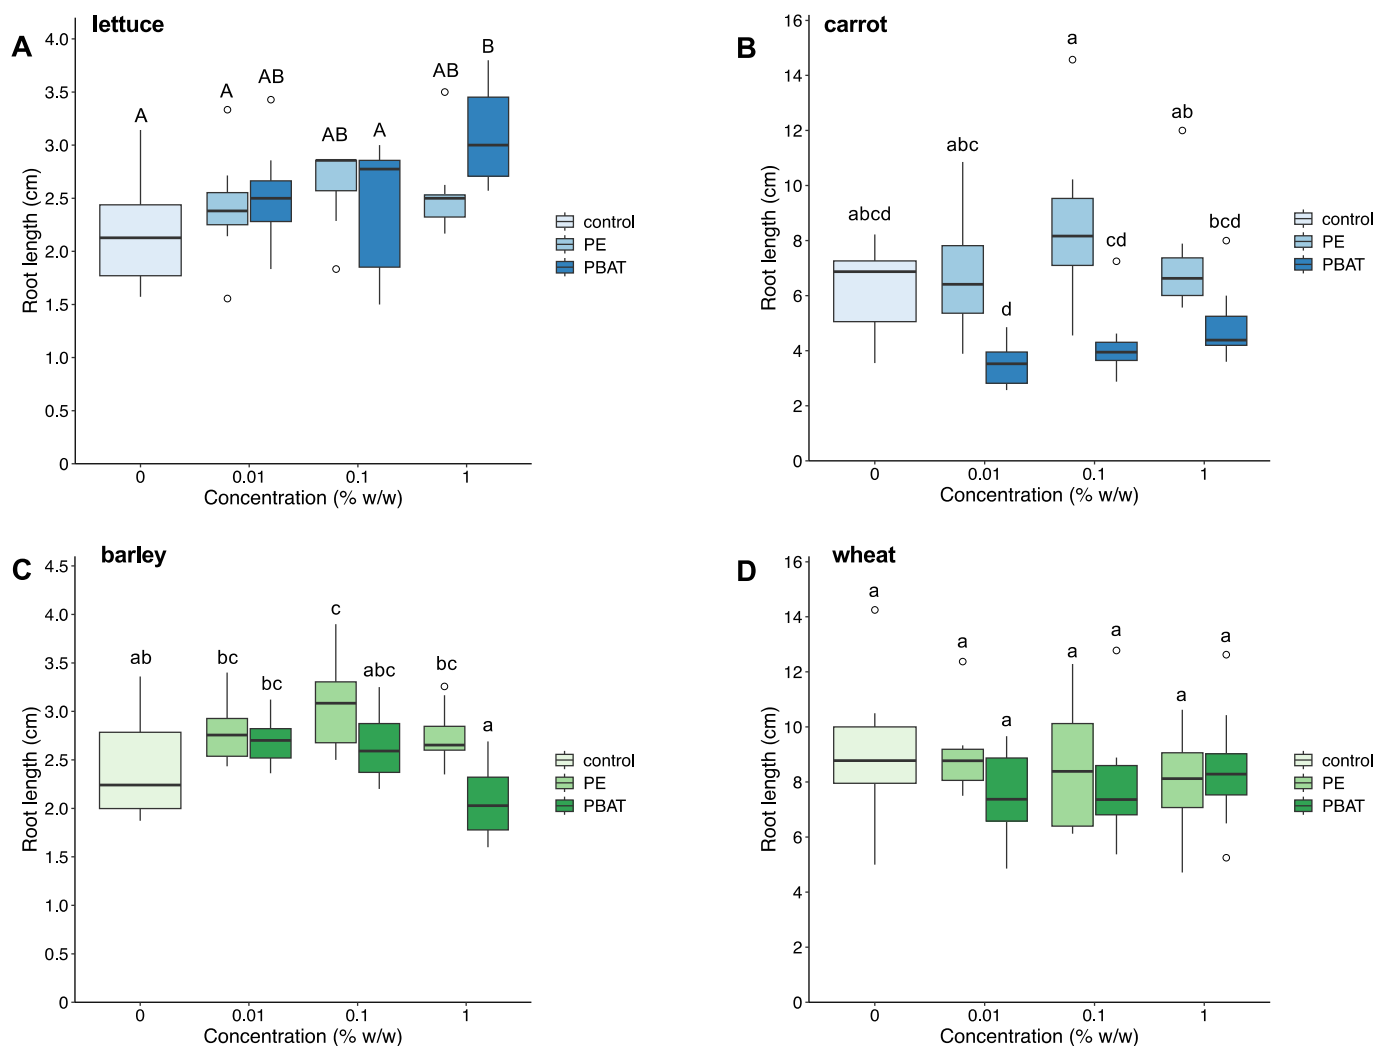 A
lettuce
4.0
3.5
3.0
2.5
2.0
1.5
1.0
0.5
0
Root length (cm)
A
A
AB
AB
A
AB
B
0
0.01
0.1
1
Concentration (% w/w)
control
PE
PBAT
B
carrot
16
14
12
10
8
6
4
2
0
Root length (cm)
abcd
abc
d
a
cd
ab
bcd
0
0.01
0.1
1
Concentration (% w/w)
control
PE
PBAT
C
barley
4.5
4.0
3.5
3.0
2.5
2.0
1.5
1.0
0.5
0
Root length (cm)
ab
bc
bc
c
abc
bc
a
0
0.01
0.1
1
Concentration (% w/w)
control
PE
PBAT
D
wheat
16
14
12
10
8
6
4
2
0
Root length (cm)
a
a
a
a
a
a
a
0
0.01
0.1
1
Concentration (% w/w)
control
PE
PBAT